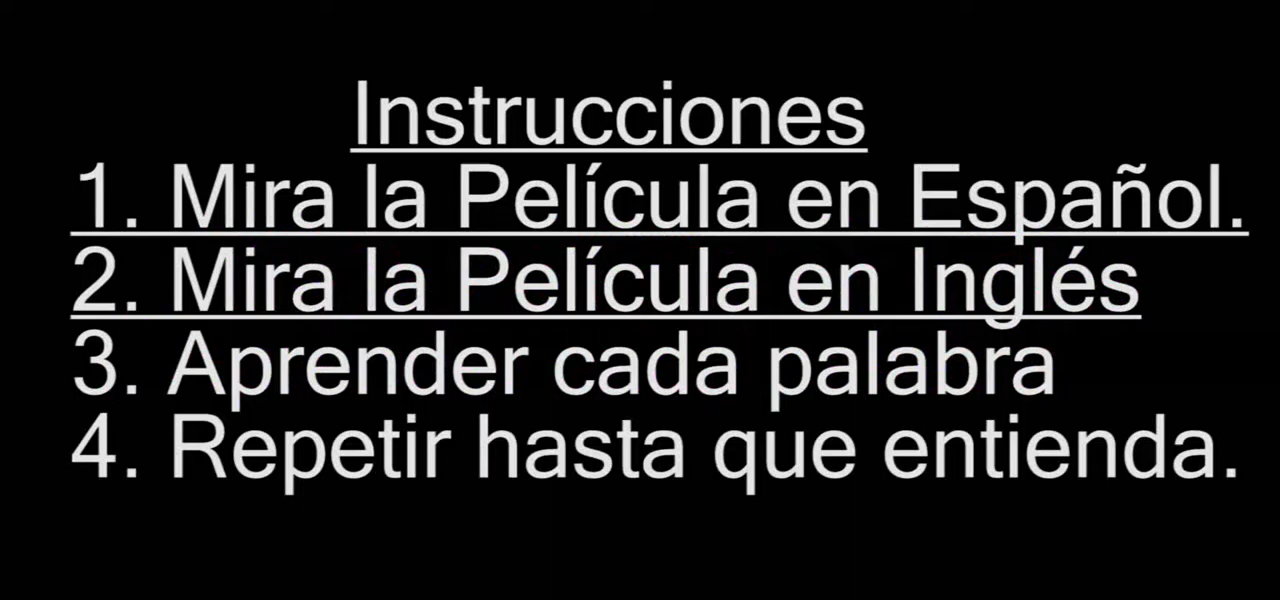 Instrucciones
1. Mira la Película en Español.
2. Mira la Película en Inglés
3. Aprender cada palabra
4. Repetir hasta que entienda.